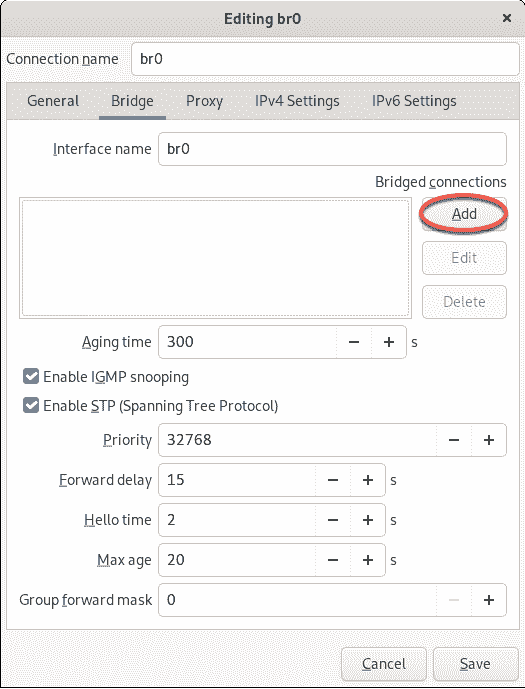 Editing br0
Connection name br0
General Bridge Proxy IPv4 Settings IPv6 Settings
Interface name br0
Bridged connections
Add
Edit
Delete
Aging time 300 s
Enable IGMP snooping
Enable STP (Spanning Tree Protocol)
Priority 32768
Forward delay 15 s
Hello time 2 s
Max age 20 s
Group forward mask 0
Cancel Save